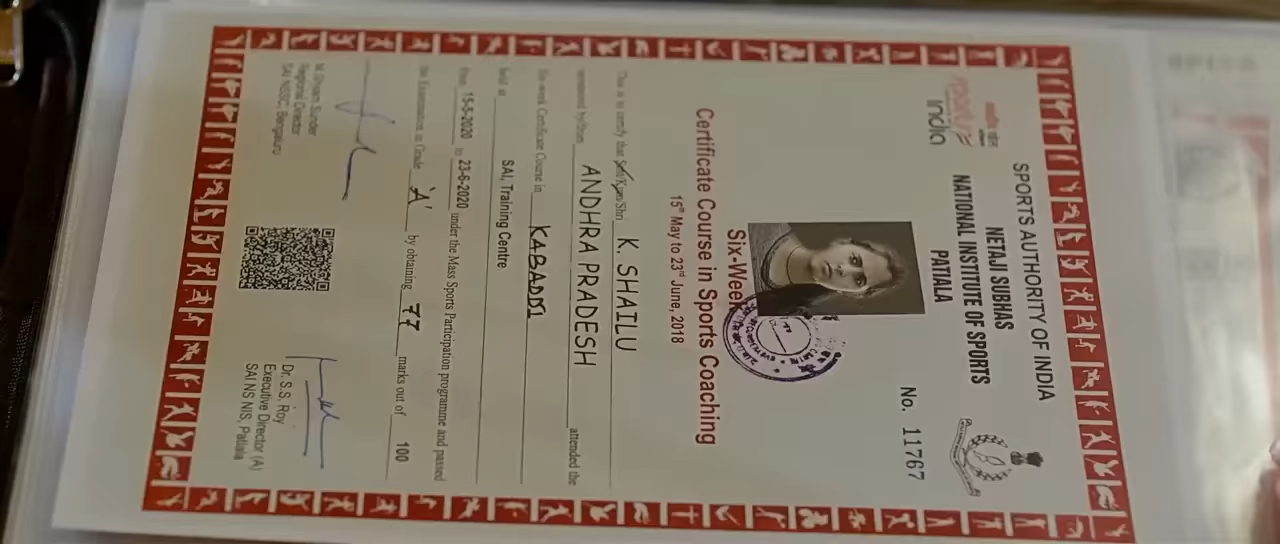 SPORTS AUTHORITY OF INDIA
NETAJI SUBHAS
NATIONAL INSTITUTE OF SPORTS
PATIALA
india
No. 11767
Six-Week
Certificate Course in Sports Coaching
15th May to 23rd June, 2018
This is to certify that Smt/Kum/Shri K. SHAILU
sponsored by/from ANDHRA PRADESH attended the
Six-week Certificate Course in KABADDI
held at SAI, Training Centre
from 15-5-2020 to 23-6-2020 under the Mass Sports Participation programme and passed
the Examination in Grade 'A' by obtaining 77 marks out of 100
M Shyam Sunder
Regional Director
SAI NSSC, Bengaluru
Dr. S.S. Roy
Executive Director (A)
SAI NS NIS, Patiala